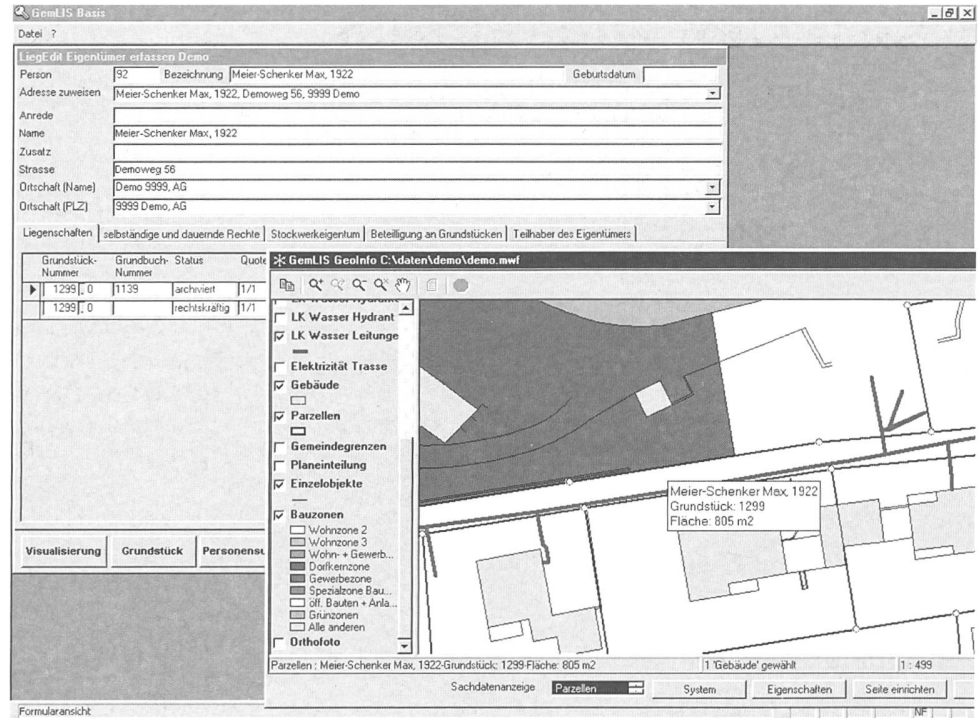 GemLIS Basis
Datei ?
LiegEdit Eigentümer erfassen Demo
Person 92 Bezeichnung Meier-Schenker Max, 1922 Geburtsdatum
Adresse zuweisen Meier-Schenker Max, 1922, Demoweg 56, 9999 Demo
Anrede
Name Meier-Schenker Max, 1922
Zusatz
Strasse Demoweg 56
Ortschaft (Name) Demo 9999, AG
Ortschaft (PLZ) 9999 Demo, AG
Liegenschaften selbständige und dauernde Rechte Stockwerkeigentum Beteiligung an Grundstücken Teilhaber des Eigentümers
Grundstück- Grundbuch- Status Quote
Nummer Nummer
1299 . 0 1139 archiviert 1/1
1299 . 0 rechtskräftig 1/1
Visualisierung Grundstück Personensu
GemLIS GeoInfo C:\daten\demo\demo.mwf
LK Wasser Hydrant
LK Wasser Hydrant
LK Wasser Leitunge
Elektrizität Trasse
Gebäude
Parzellen
Gemeindegrenzen
Planeinteilung
Einzelobjekte
Bauzonen
Wohnzone 2
Wohnzone 3
Wohn- + Gewerb...
Dorfkernzone
Gewerbezone
Spezialzone Bau...
öff. Bauten + Anla...
Grünzonen
Alle anderen
Orthofoto
Meier-Schenker Max, 1922
Grundstück: 1299
Fläche: 805 m2
Parzellen : Meier-Schenker Max, 1922-Grundstück: 1299-Fläche: 805 m2 1 'Gebäude' gewählt 1 : 499
Sachdatenanzeige Parzellen System Eigenschaften Seite einrichten
Formularansicht NF